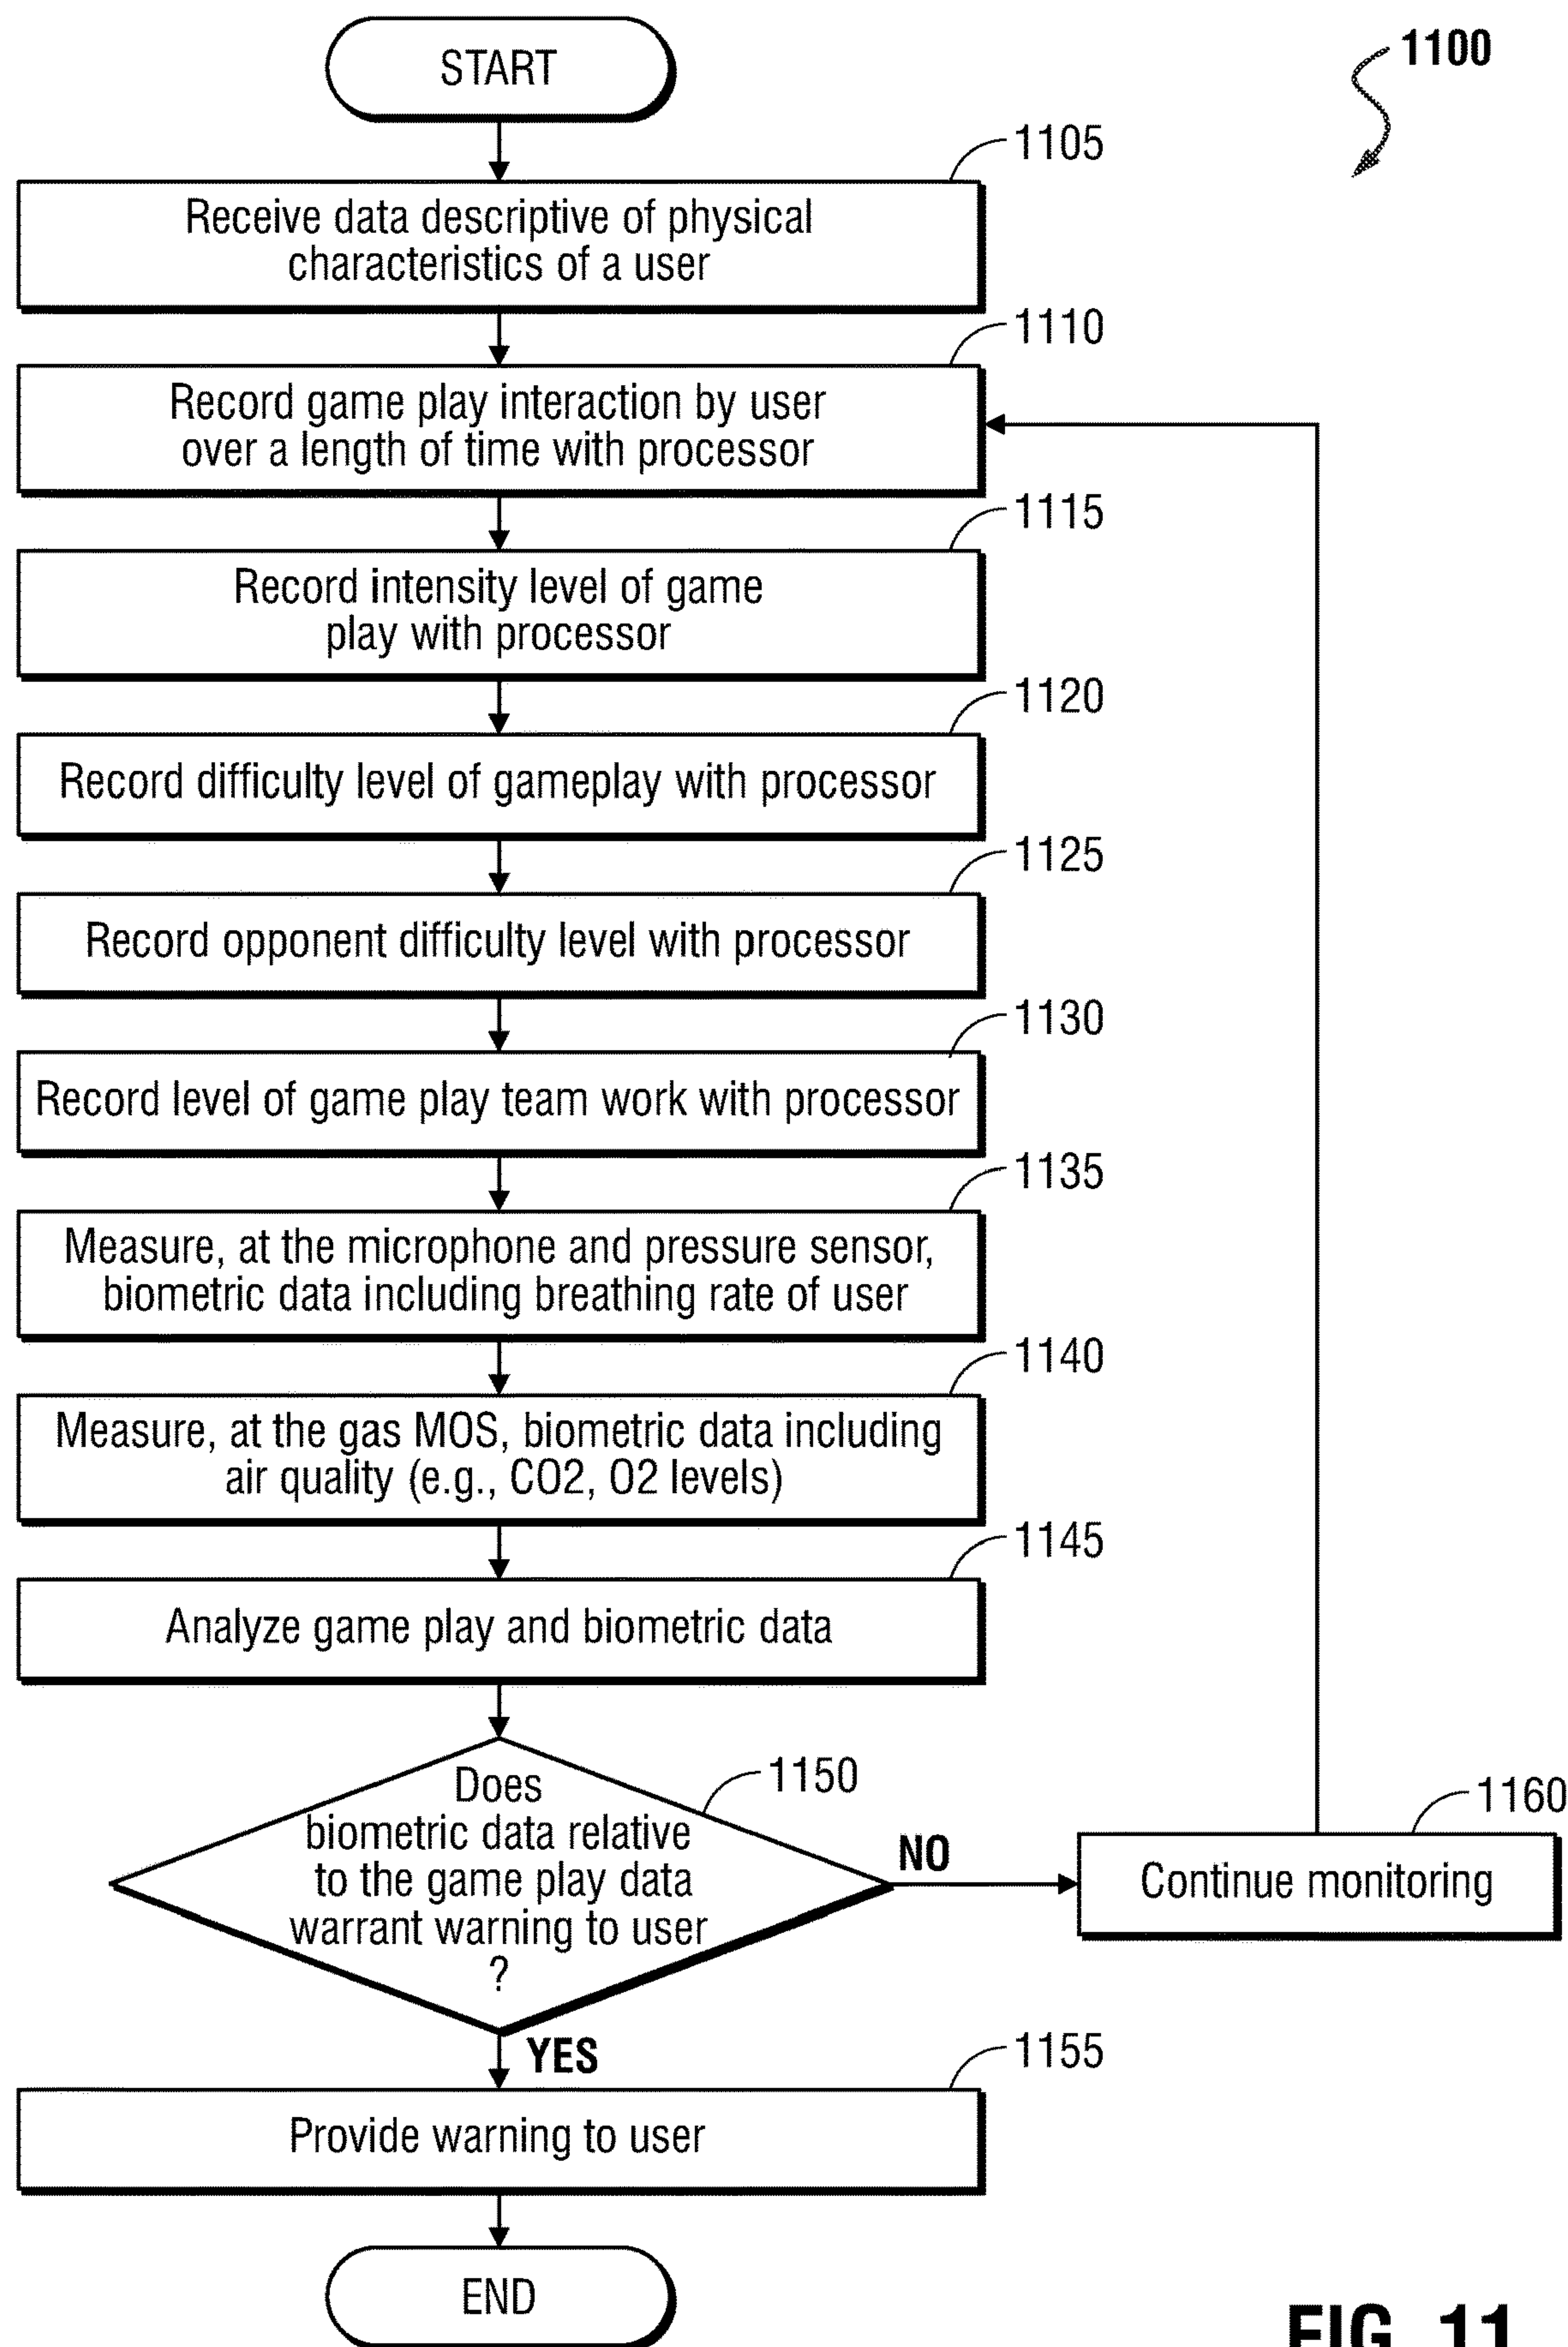 START
1100
1105
Receive data descriptive of physical
characteristics of a user
1110
Record game play interaction by user
over a length of time with processor
1115
Record intensity level of game
play with processor
1120
Record difficulty level of gameplay with processor
1125
Record opponent difficulty level with processor
1130
Record level of game play team work with processor
1135
Measure, at the microphone and pressure sensor,
biometric data including breathing rate of user
1140
Measure, at the gas MOS, biometric data including
air quality (e.g., CO2, O2 levels)
1145
Analyze game play and biometric data
1150
Does
biometric data relative
to the game play data
warrant warning to user
?
NO
1160
Continue monitoring
YES
1155
Provide warning to user
END
FIG. 11